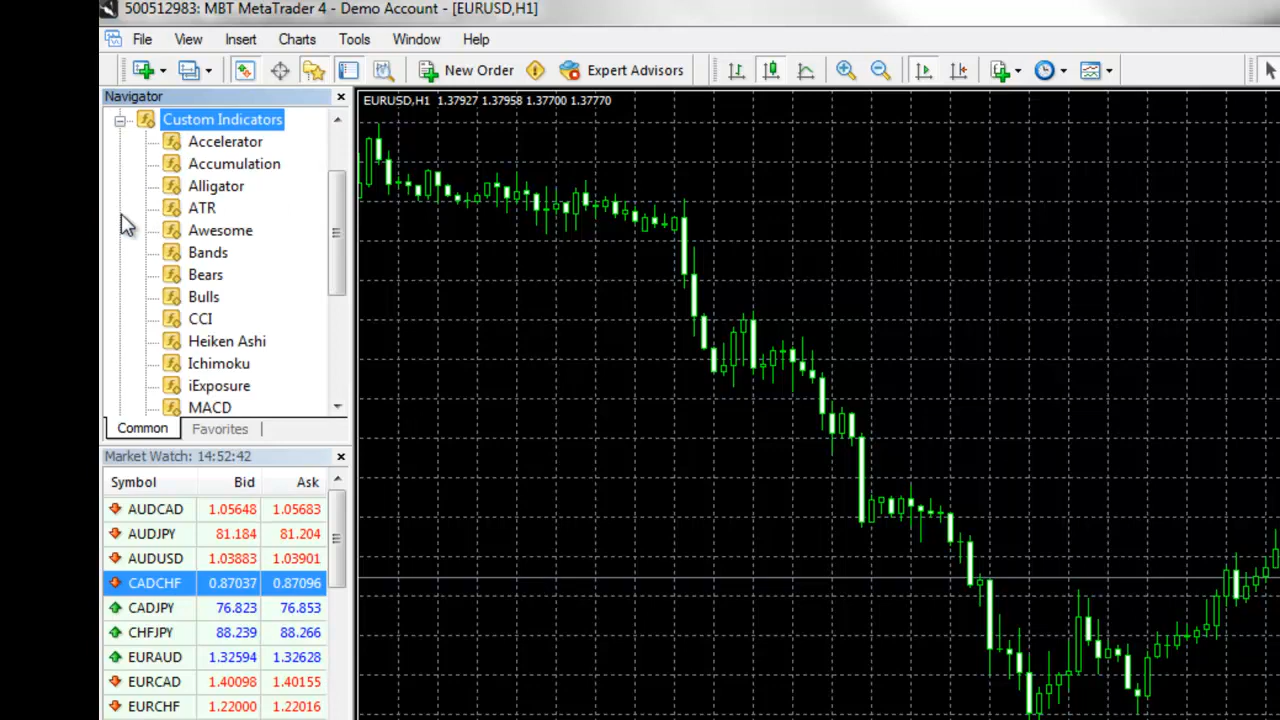 500512983: MBT MetaTrader 4 - Demo Account - [EURUSD,H1]
File View Insert Charts Tools Window Help
New Order Expert Advisors
Navigator
EURUSD,H1 1.37927 1.37958 1.37700 1.37770
Custom Indicators
Accelerator
Accumulation
Alligator
ATR
Awesome
Bands
Bears
Bulls
CCI
Heiken Ashi
Ichimoku
iExposure
MACD
Common Favorites
Market Watch: 14:52:42
Symbol Bid Ask
AUDCAD 1.05648 1.05683
AUDJPY 81.184 81.204
AUDUSD 1.03883 1.03901
CADCHF 0.87037 0.87096
CADJPY 76.823 76.853
CHFJPY 88.239 88.266
EURAUD 1.32594 1.32628
EURCAD 1.40098 1.40155
EURCHF 1.22000 1.22016